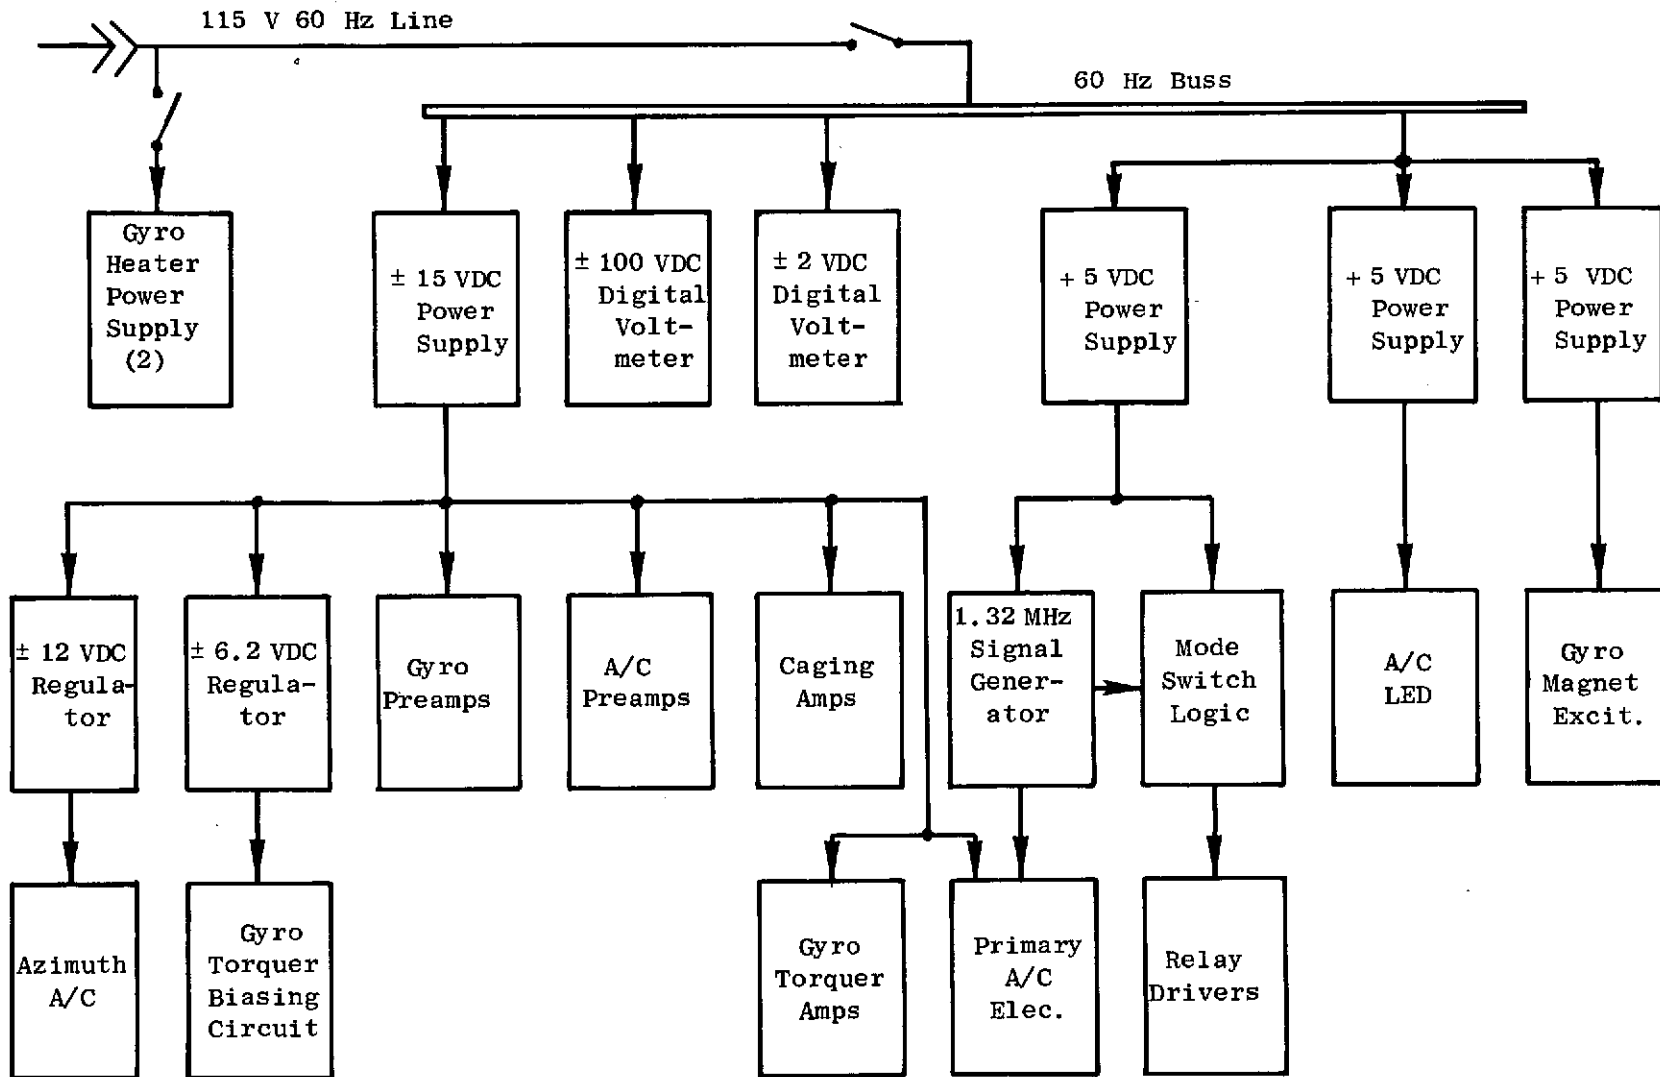 115 V 60 Hz Line
60 Hz Buss
Gyro
Heater
Power
Supply
(2)
± 15 VDC
Power
Supply
± 100 VDC
Digital
Volt-
meter
± 2 VDC
Digital
Volt-
meter
+ 5 VDC
Power
Supply
+ 5 VDC
Power
Supply
+ 5 VDC
Power
Supply
± 12 VDC
Regula-
tor
± 6.2 VDC
Regula-
tor
Gyro
Preamps
A/C
Preamps
Caging
Amps
1.32 MHz
Signal
Gener-
ator
Mode
Switch
Logic
A/C
LED
Gyro
Magnet
Excit.
Azimuth
A/C
Gyro
Torquer
Biasing
Circuit
Gyro
Torquer
Amps
Primary
A/C
Elec.
Relay
Drivers